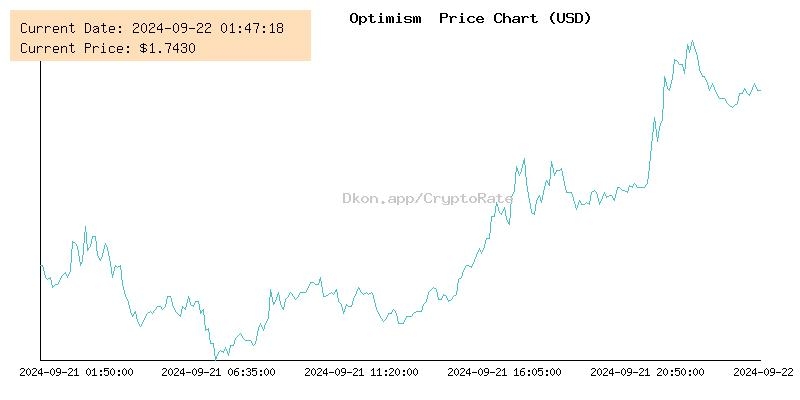 Optimism  Price Chart (USD)
Current Date: 2024-09-22 01:47:18
Current Price: $1.7430
Dkon.app/CryptoRate
2024-09-21 01:50:00 2024-09-21 06:35:00 2024-09-21 11:20:00 2024-09-21 16:05:00 2024-09-21 20:50:00 2024-09-22